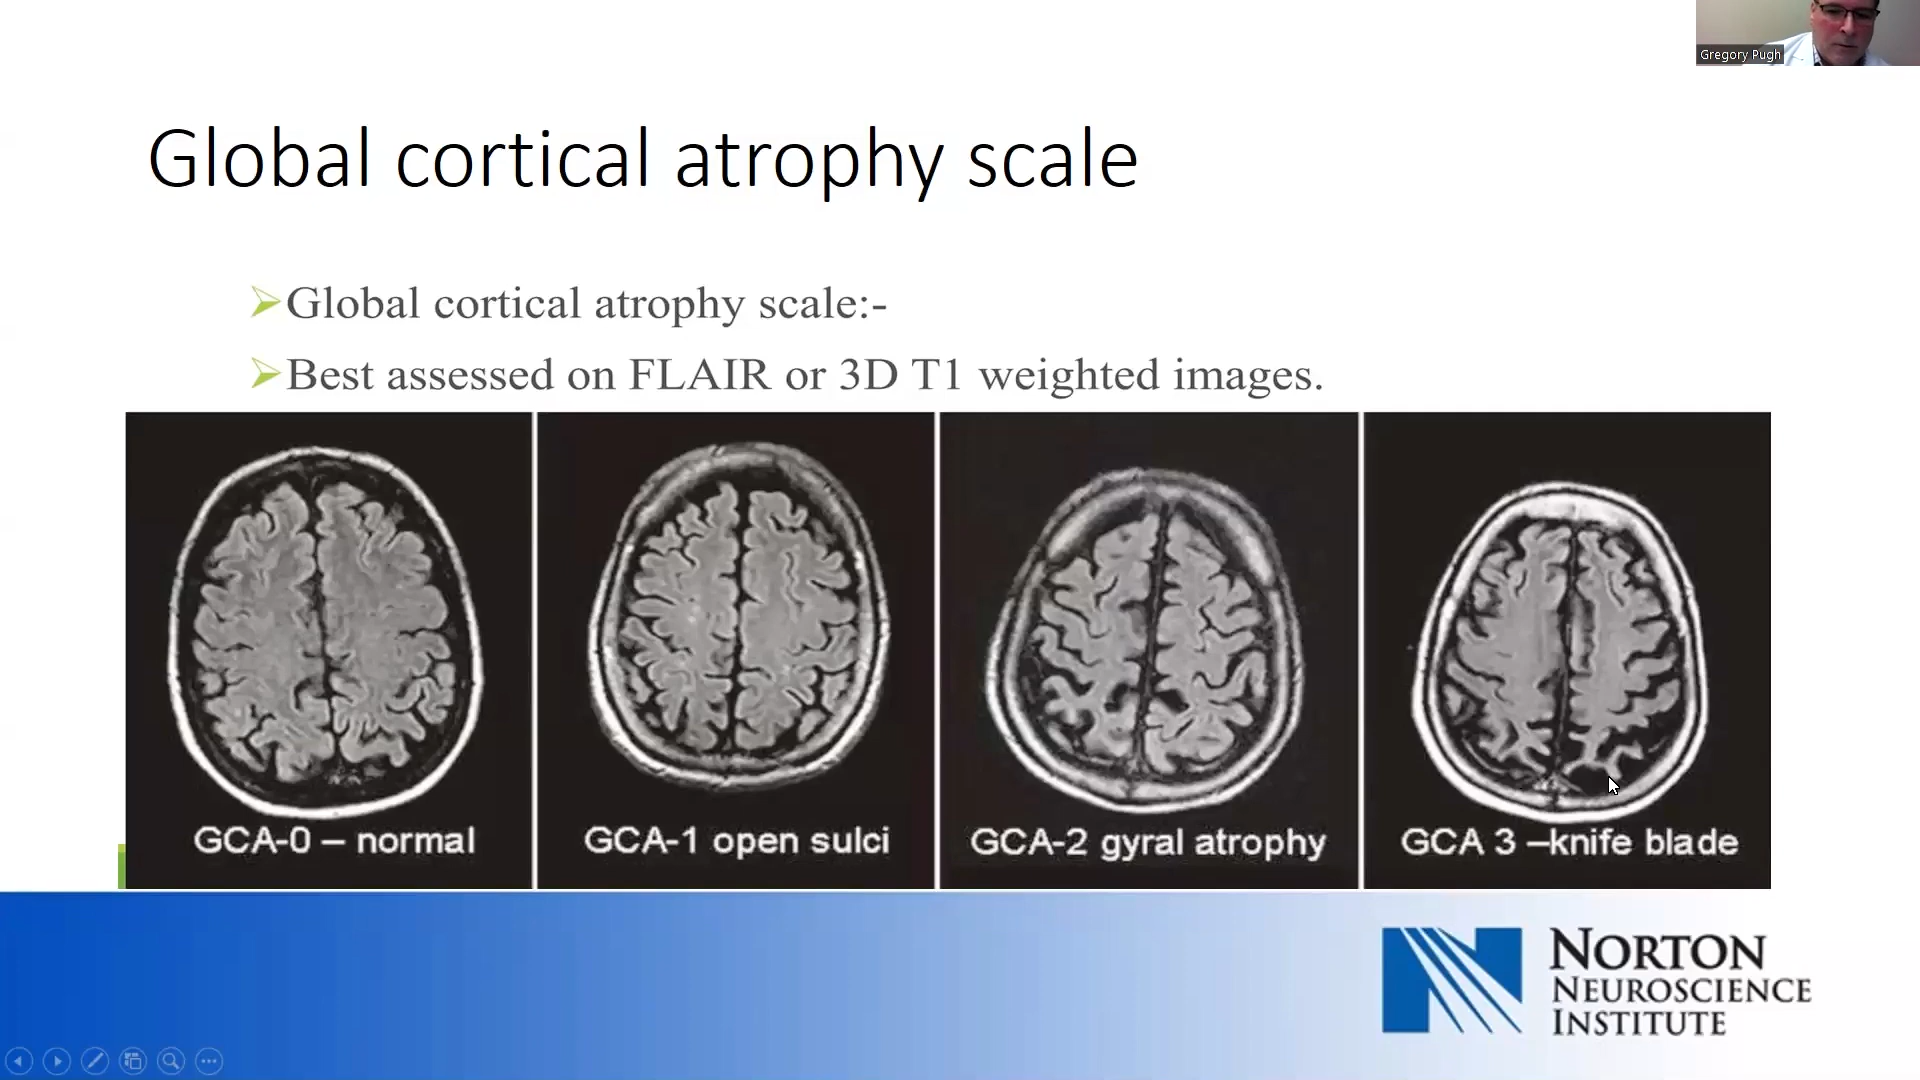 Gregory Pugh
Global cortical atrophy scale
Global cortical atrophy scale:-
Best assessed on FLAIR or 3D T1 weighted images.
GCA-0 – normal
GCA-1 open sulci
GCA-2 gyral atrophy
GCA 3 –knife blade
NORTON
NEUROSCIENCE
INSTITUTE